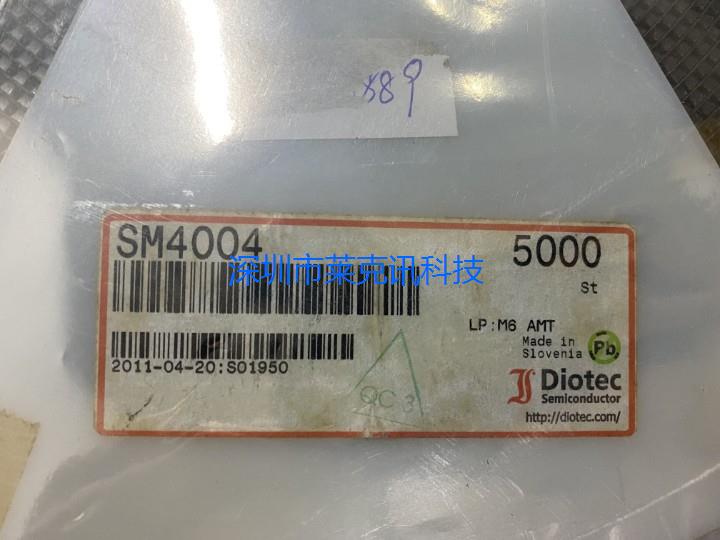 SM4004
5000
深圳市莱克讯科技
St
LP:M6 AMT
Made in
Slovenia
Pb
2011-04-20:S01950
QC 3
Diotec
Semiconductor
http://diotec.com/